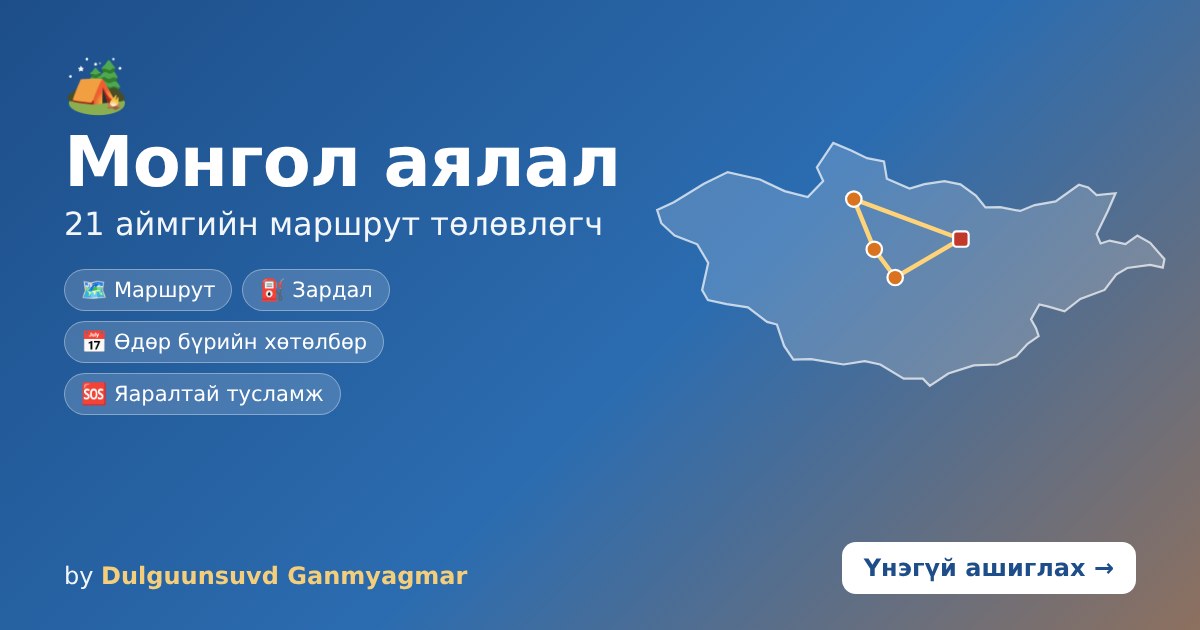 Монгол аялал
21 аймгийн маршрут төлөвлөгч
Маршрут
Зардал
Өдөр бүрийн хөтөлбөр
Яаралтай тусламж
by Dulguunsuvd Ganmyagmar
Үнэгүй ашиглах →